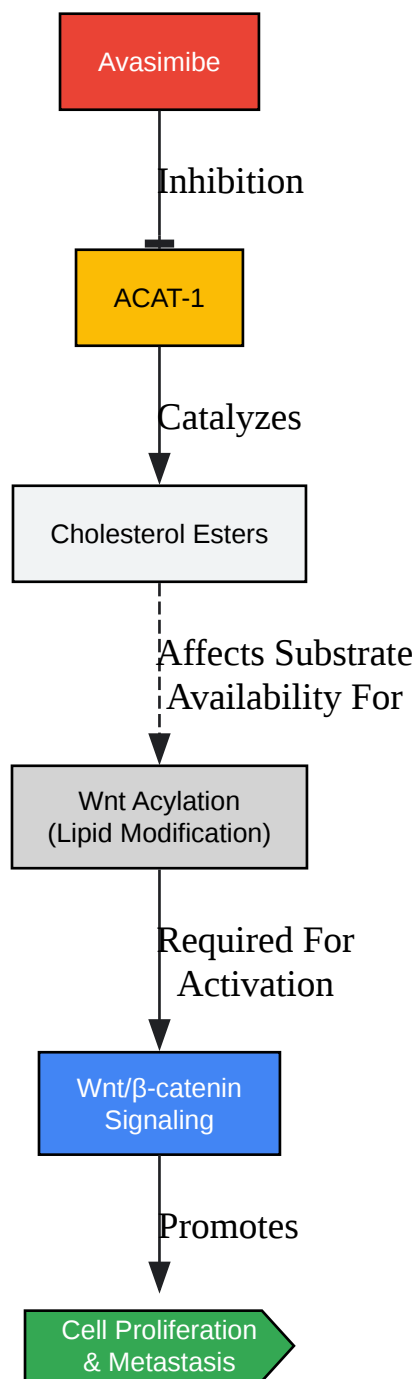 Avasimibe
Inhibition
ACAT-1
Catalyzes
Cholesterol Esters
Affects Substrate
Availability For
Wnt Acylation
(Lipid Modification)
Required For
Activation
Wnt/β-catenin
Signaling
Promotes
Cell Proliferation
& Metastasis